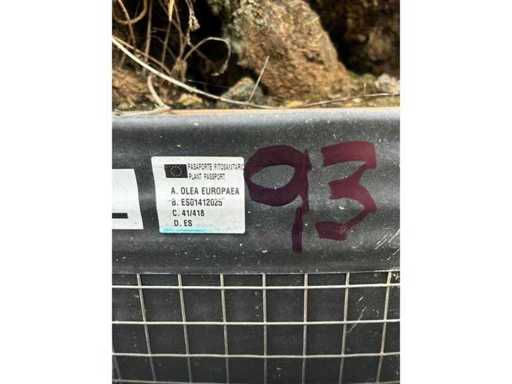 PASAPORTE FITOSANITARIO
PLANT PASSPORT
A. OLEA EUROPAEA
B. ES01412025
C. 41/418
D. ES
93